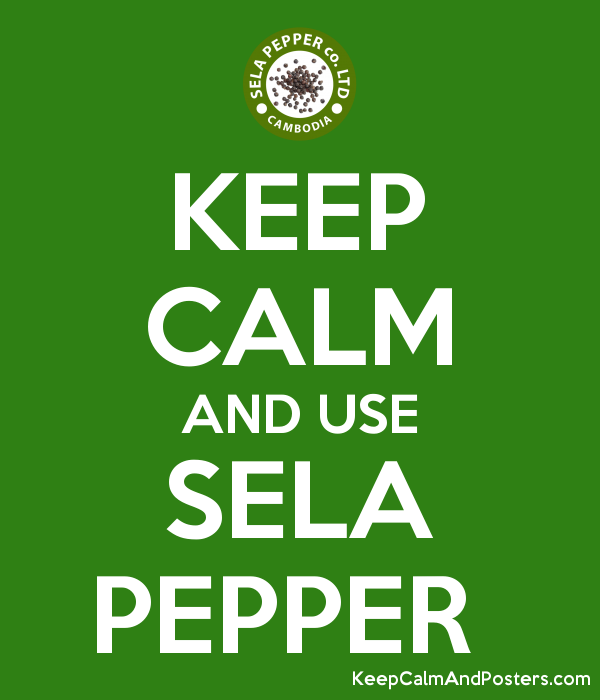 SELA PEPPER Co. LTD
CAMBODIA
KEEP
CALM
AND USE
SELA
PEPPER
KeepCalmAndPosters.com